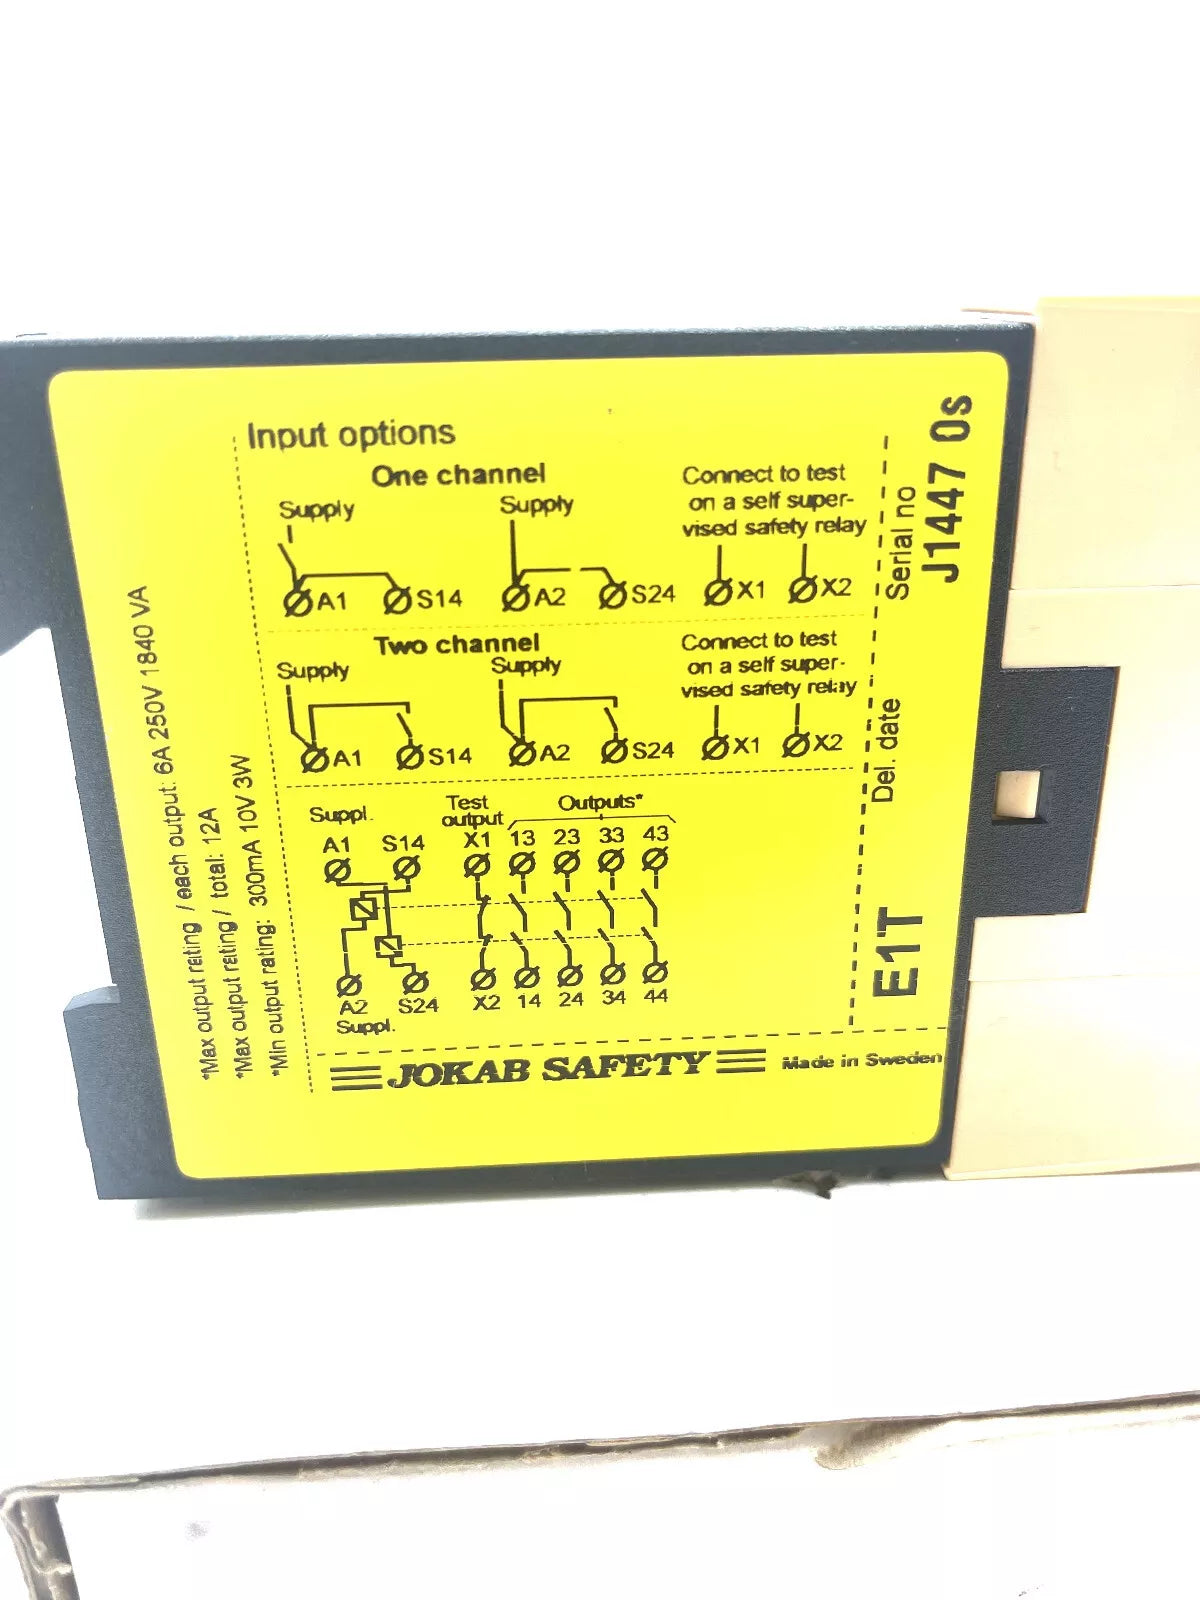 Input options
One channel
Supply
Supply
Connect to test
on a self super-
vised safety relay
A1 S14 A2 S24 X1 X2
Two channel
Supply
Supply
Connect to test
on a self super-
vised safety relay
A1 S14 A2 S24 X1 X2
Suppl.
Test
output
Outputs*
A1 S14 X1 13 23 33 43
A2 S24 X2 14 24 34 44
Suppl.
JOKAB SAFETY
Made in Sweden
*Max output reiting / each output: 6A 250V 1840 VA
*Max output reiting / total: 12A
*Min output rating: 300mA 10V 3W
E1T
Del. date
Serial no
J1447 0s